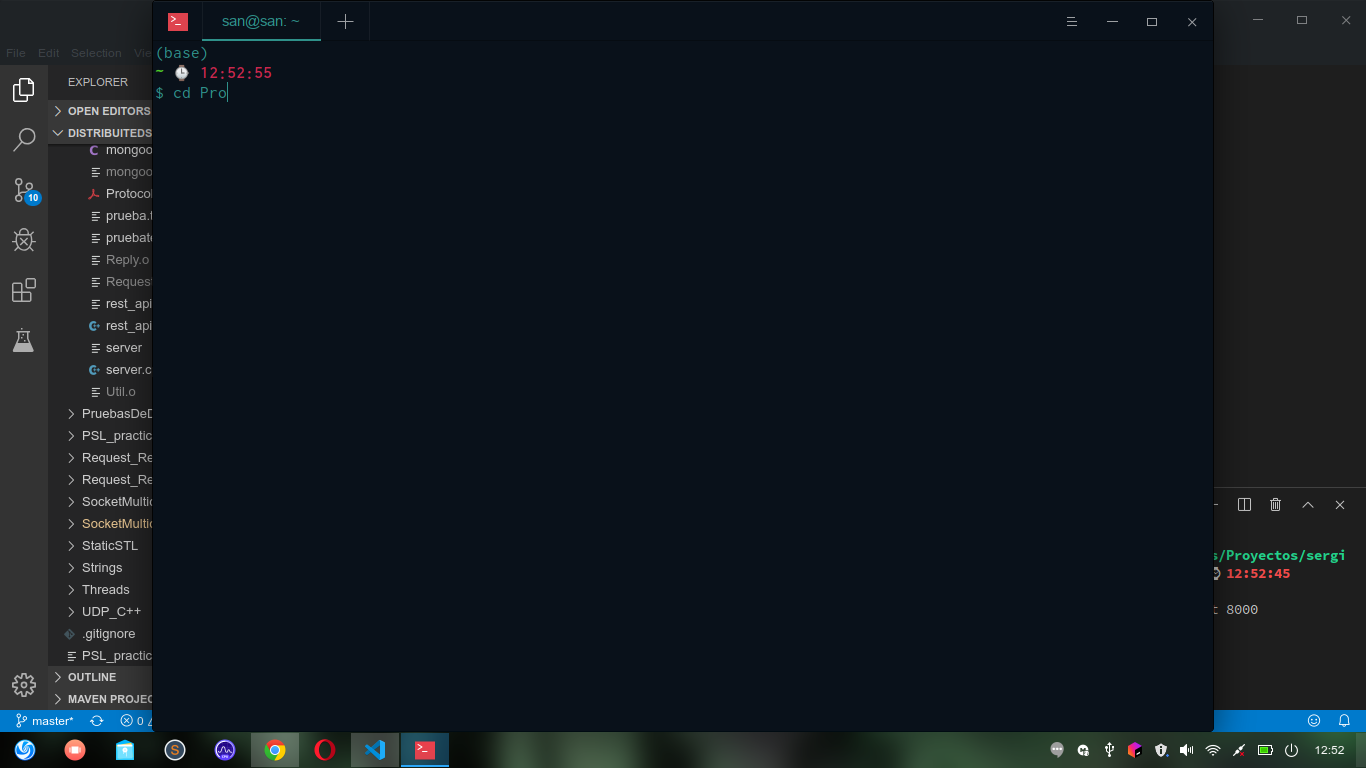 san@san: ~
File Edit Selection
(base)
~ 12:52:55
$ cd Pro
EXPLORER
OPEN EDITORS
DISTRIBUITEDS
mongoo
mongoo
Protocol
prueba.
pruebat
Reply.o
Request
rest_api
rest_api
server
server.c
Util.o
PruebasDeD
PSL_practic
Request_Re
Request_Re
SocketMultic
SocketMultic
StaticSTL
Strings
Threads
UDP_C++
.gitignore
PSL_practic
OUTLINE
MAVEN PROJEC
10
s/Proyectos/sergi
12:52:45
t 8000
master*
0
12:52